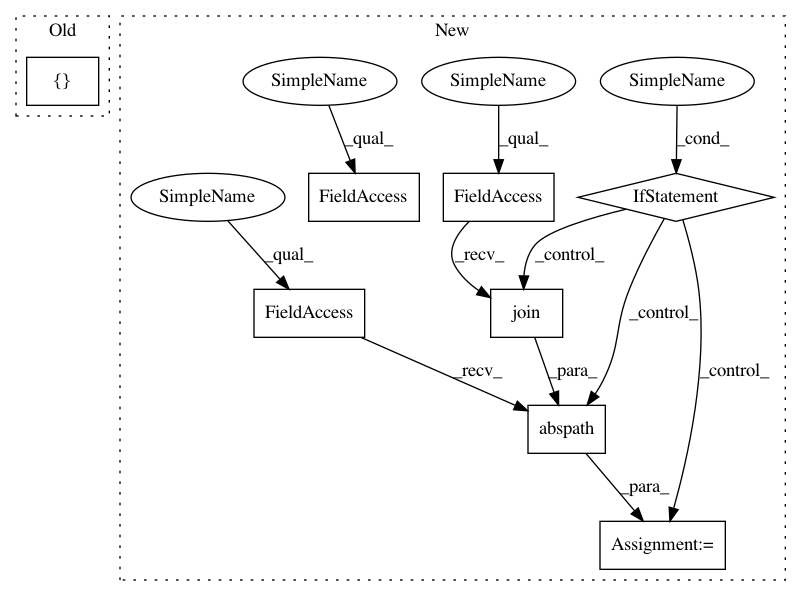 Old
New
{}
SimpleName
SimpleName
SimpleName
_qual_
_qual_
_cond_
SimpleName
FieldAccess
FieldAccess
IfStatement
_qual_
_recv_
_control_
FieldAccess
join
_control_
_control_
_recv_
_para_
abspath
_para_
Assignment:=